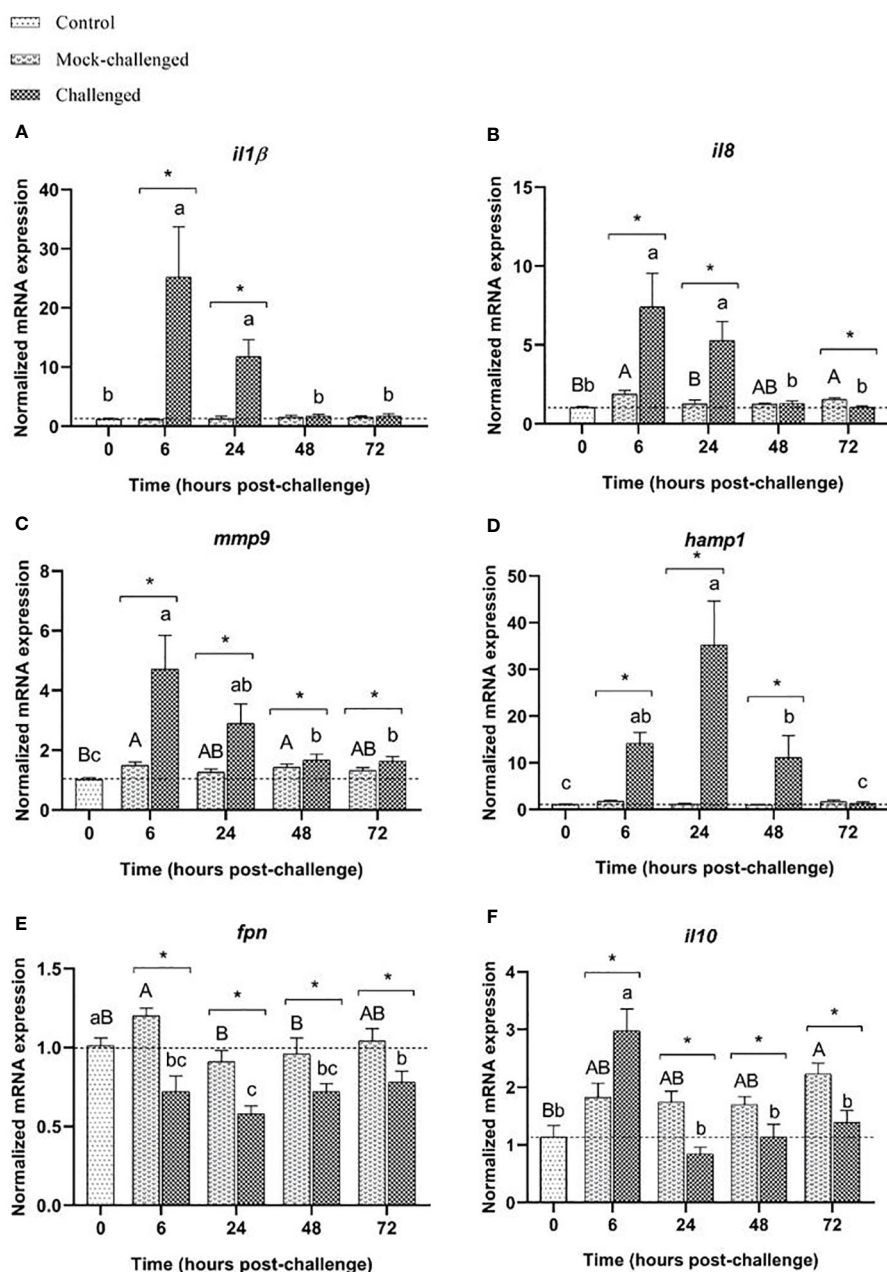 Control
Mock-challenged
Challenged
A
il1β
Normalized mRNA expression
40
30
20
10
0
*
*
a
a
b
b
b
0 6 24 48 72
Time (hours post-challenge)
B
il8
Normalized mRNA expression
15
10
5
0
*
*
*
a
a
Bb A B AB b A b
0 6 24 48 72
Time (hours post-challenge)
C
mmp9
Normalized mRNA expression
8
6
4
2
0
*
*
*
*
a
ab
Bc A AB A b AB b
0 6 24 48 72
Time (hours post-challenge)
D
hamp1
Normalized mRNA expression
50
40
30
20
10
0
*
*
*
a
ab
b
c
c
0 6 24 48 72
Time (hours post-challenge)
E
fpn
Normalized mRNA expression
1.5
1.0
0.5
0.0
*
*
*
*
aB A bc B c B bc AB b
0 6 24 48 72
Time (hours post-challenge)
F
il10
Normalized mRNA expression
4
3
2
1
0
*
*
*
*
a
Bb AB AB b AB b A b
0 6 24 48 72
Time (hours post-challenge)